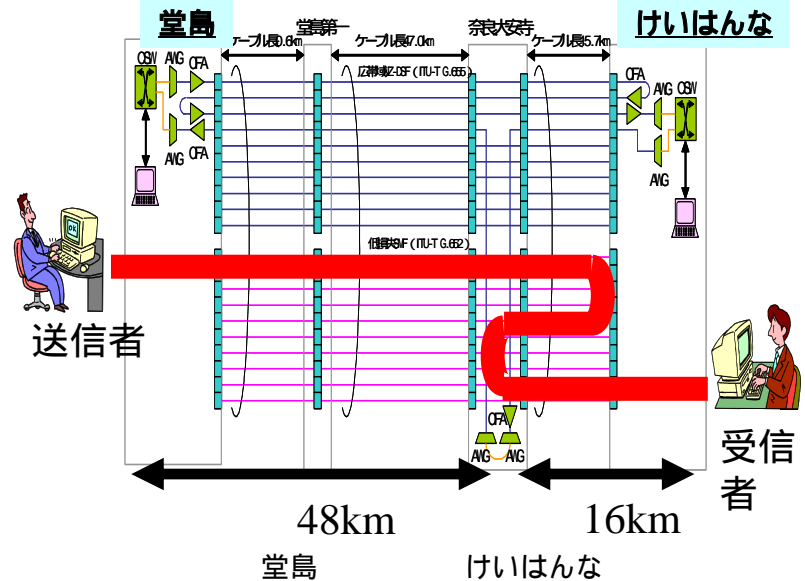 堂島
堂島第一
奈良大安寺
けいはんな
ケーブル長0.6km
ケーブル長47.0km
ケーブル長15.7km
OSW
AWG
OFA
広帯域NZ-DSF(ITU-T G.655)
OFA
AWG
OSW
AWG
OFA
AWG
低損失SMF(ITU-T G.652)
OK
送信者
OFA
AWG
AWG
受信
者
48km
16km
堂島
けいはんな